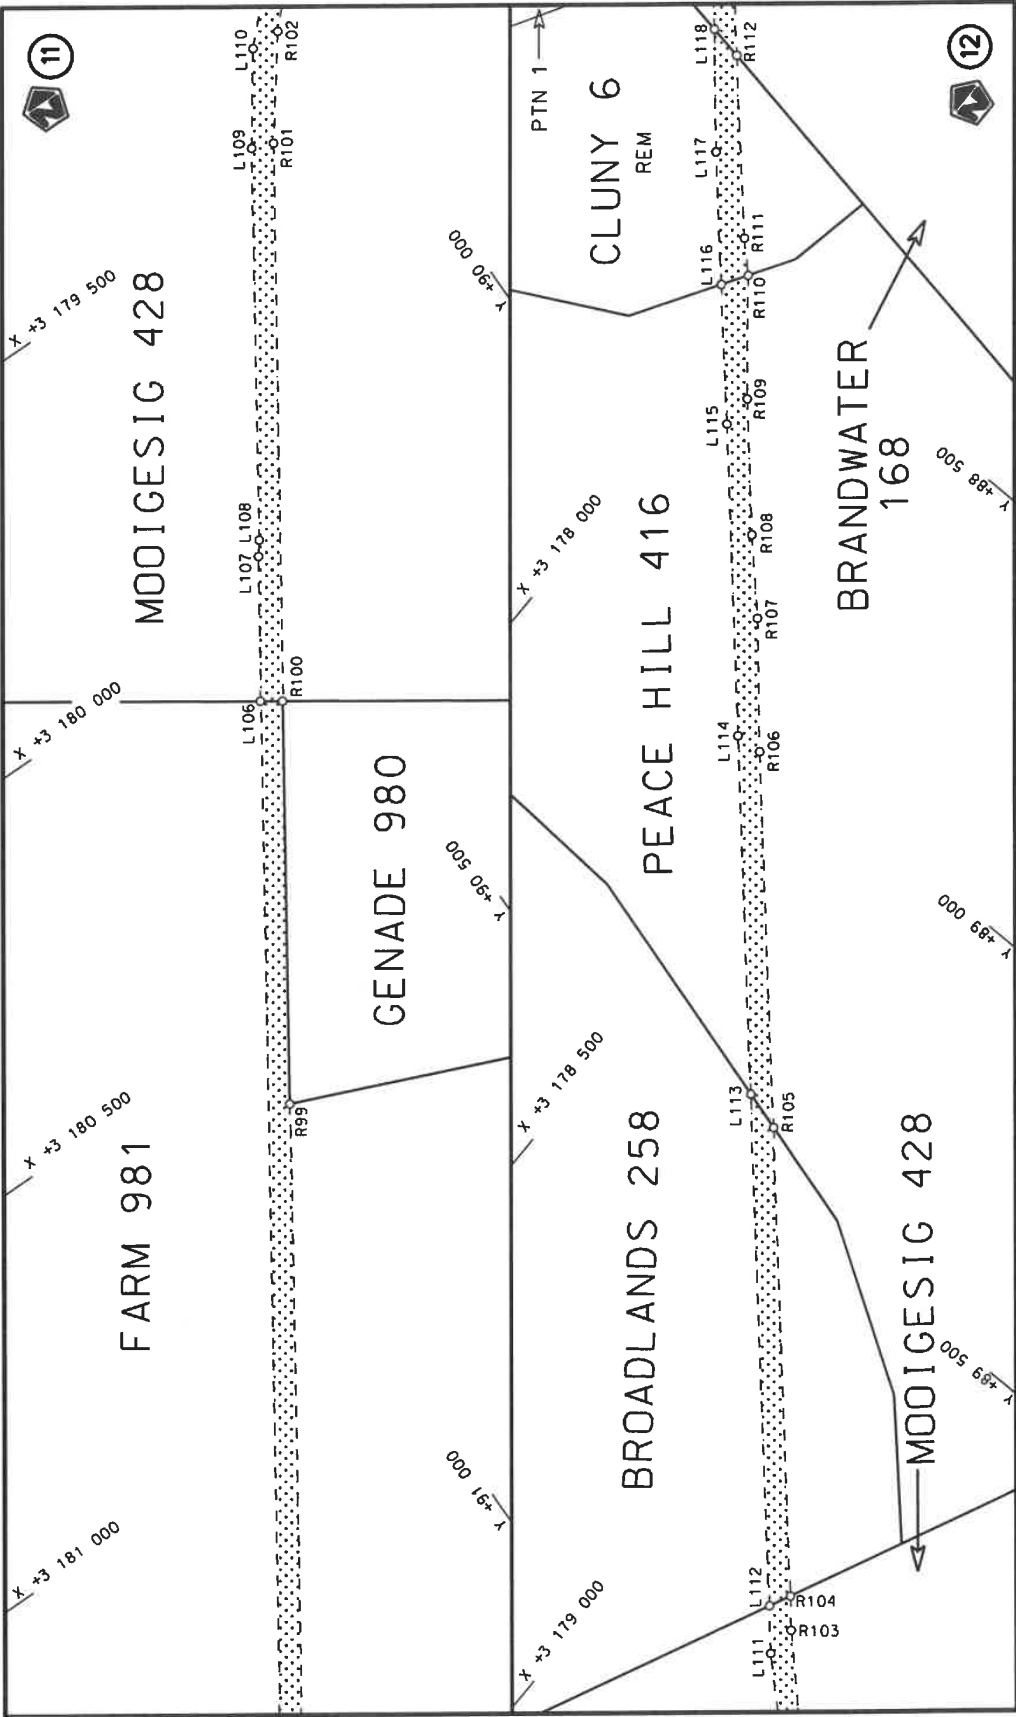 11
X +3 181 000
X +3 180 500
X +3 180 000
X +3 179 500
FARM 981
MOOIGESIG 428
L106
L107
L108
L109
L110
R99
R100
R101
R102
GENADE 980
Y +91 000
Y +90 500
Y +90 000
12
X +3 179 000
X +3 178 500
X +3 178 000
PTN 1
BROADLANDS 258
PEACE HILL 416
CLUNY 6
REM
L111
L112
L113
L114
L115
L116
L117
L118
R103
R104
R105
R106
R107
R108
R109
R110
R111
R112
MOOIGESIG 428
BRANDWATER
168
Y +89 500
Y +89 000
Y +88 500